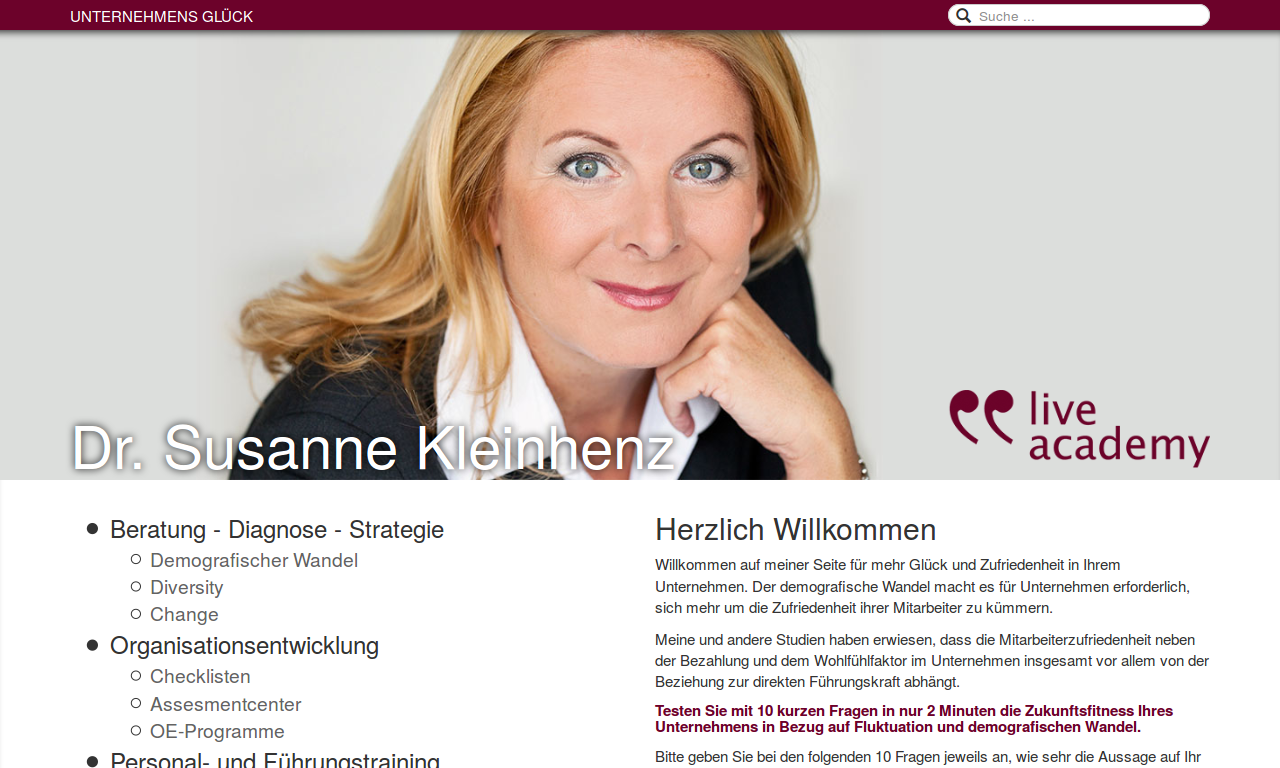 UNTERNEHMENS GLÜCK
Suche ...
live
academy
Dr. Susanne Kleinhenz
Beratung - Diagnose - Strategie
Demografischer Wandel
Diversity
Change
Organisationsentwicklung
Checklisten
Assesmentcenter
OE-Programme
Personal- und Führungstraining
Herzlich Willkommen
Willkommen auf meiner Seite für mehr Glück und Zufriedenheit in Ihrem
Unternehmen. Der demografische Wandel macht es für Unternehmen erforderlich,
sich mehr um die Zufriedenheit ihrer Mitarbeiter zu kümmern.
Meine und andere Studien haben erwiesen, dass die Mitarbeiterzufriedenheit neben
der Bezahlung und dem Wohlfühlfaktor im Unternehmen insgesamt vor allem von der
Beziehung zur direkten Führungskraft abhängt.
Testen Sie mit 10 kurzen Fragen in nur 2 Minuten die Zukunftsfitness Ihres
Unternehmens in Bezug auf Fluktuation und demografischen Wandel.
Bitte geben Sie bei den folgenden 10 Fragen jeweils an, wie sehr die Aussage auf Ihr